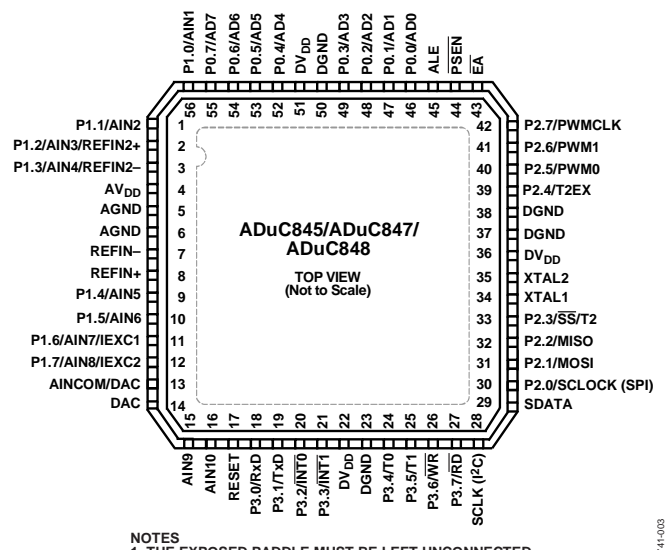 P1.0/AIN1
P0.7/AD7
P0.6/AD6
P0.5/AD5
P0.4/AD4
DVDD
DGND
P0.3/AD3
P0.2/AD2
P0.1/AD1
P0.0/AD0
ALE
PSEN
EA
56 55 54 53 52 51 50 49 48 47 46 45 44 43
P1.1/AIN2 1
P1.2/AIN3/REFIN2+ 2
P1.3/AIN4/REFIN2– 3
AVDD 4
AGND 5
AGND 6
REFIN– 7
REFIN+ 8
P1.4/AIN5 9
P1.5/AIN6 10
P1.6/AIN7/IEXC1 11
P1.7/AIN8/IEXC2 12
AINCOM/DAC 13
DAC 14
ADuC845/ADuC847/
ADuC848
TOP VIEW
(Not to Scale)
42 P2.7/PWMCLK
41 P2.6/PWM1
40 P2.5/PWM0
39 P2.4/T2EX
38 DGND
37 DGND
36 DVDD
35 XTAL2
34 XTAL1
33 P2.3/SS/T2
32 P2.2/MISO
31 P2.1/MOSI
30 P2.0/SCLOCK (SPI)
29 SDATA
15 16 17 18 19 20 21 22 23 24 25 26 27 28
AIN9
AIN10
RESET
P3.0/RxD
P3.1/TxD
P3.2/INT0
P3.3/INT1
DVDD
DGND
P3.4/T0
P3.5/T1
P3.6/WR
P3.7/RD
SCLK (I2C)
NOTES
1. THE EXPOSED PADDLE MUST BE LEFT UNCONNECTED
41-003